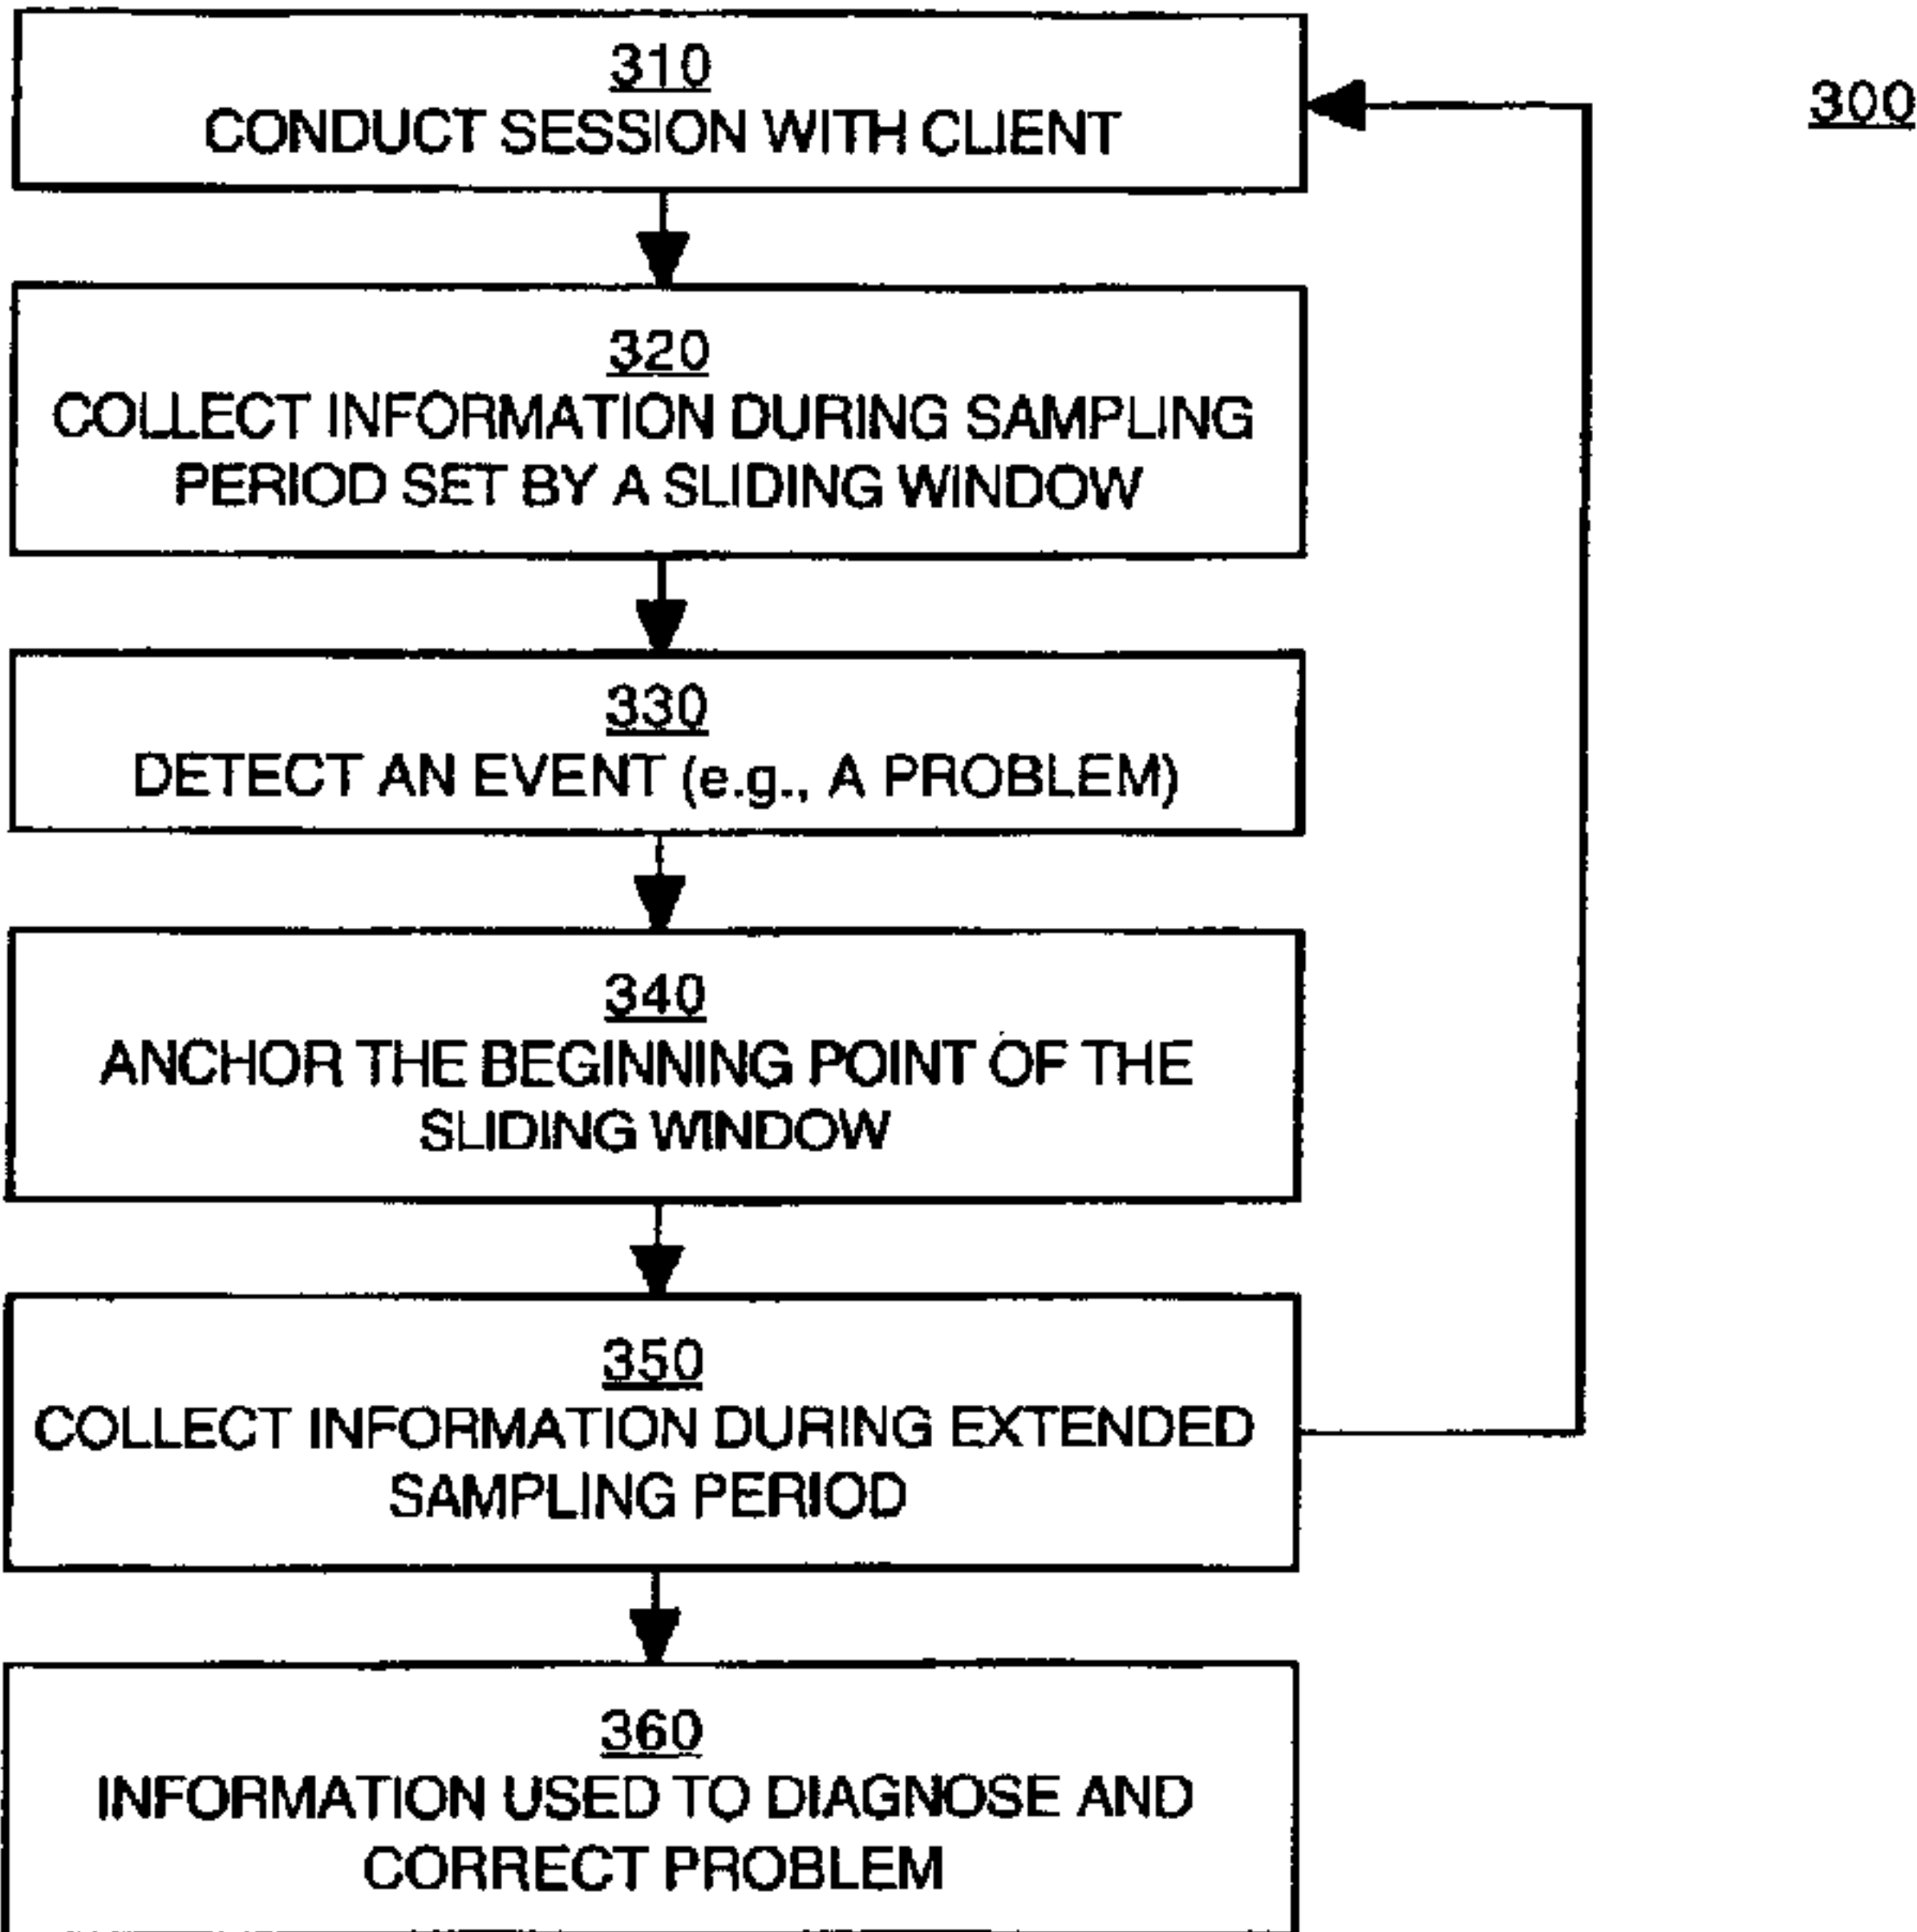 310
CONDUCT SESSION WITH CLIENT
300
320
COLLECT INFORMATION DURING SAMPLING
PERIOD SET BY A SLIDING WINDOW
330
DETECT AN EVENT (e.g., A PROBLEM)
340
ANCHOR THE BEGINNING POINT OF THE
SLIDING WINDOW
350
COLLECT INFORMATION DURING EXTENDED
SAMPLING PERIOD
360
INFORMATION USED TO DIAGNOSE AND
CORRECT PROBLEM